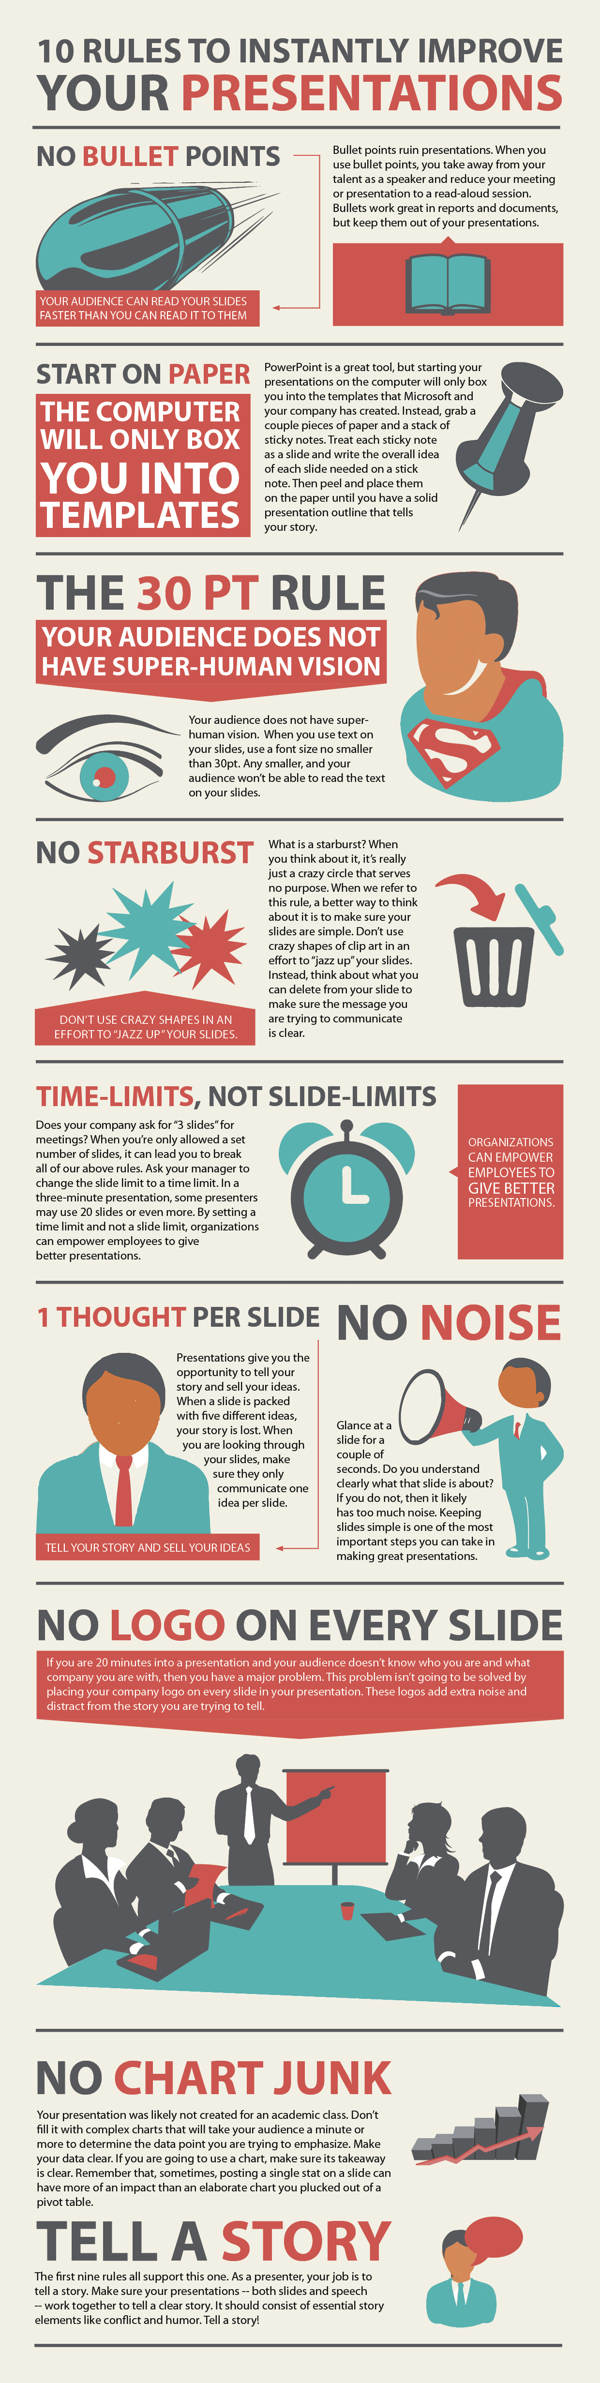 10 RULES TO INSTANTLY IMPROVE
YOUR PRESENTATIONS
NO BULLET POINTS
Bullet points ruin presentations. When you
use bullet points, you take away from your
talent as a speaker and reduce your meeting
or presentation to a read-aloud session.
Bullets work great in reports and documents,
but keep them out of your presentations.
YOUR AUDIENCE CAN READ YOUR SLIDES
FASTER THAN YOU CAN READ IT TO THEM
START ON PAPER
THE COMPUTER
WILL ONLY BOX
YOU INTO
TEMPLATES
PowerPoint is a great tool, but starting your
presentations on the computer will only box
you into the templates that Microsoft and
your company has created. Instead, grab a
couple pieces of paper and a stack of
sticky notes. Treat each sticky note
as a slide and write the overall idea
of each slide needed on a stick
note. Then peel and place them
on the paper until you have a solid
presentation outline that tells
your story.
THE 30 PT RULE
YOUR AUDIENCE DOES NOT
HAVE SUPER-HUMAN VISION
Your audience does not have super-
human vision. When you use text on
your slides, use a font size no smaller
than 30pt. Any smaller, and your
audience won't be able to read the text
on your slides.
NO STARBURST
What is a starburst? When
you think about it, it's really
just a crazy circle that serves
no purpose. When we refer to
this rule, a better way to think
about it is to make sure your
slides are simple. Don't use
crazy shapes of clip art in an
effort to "jazz up" your slides.
Instead, think about what you
can delete from your slide to
make sure the message you
are trying to communicate
is clear.
DON'T USE CRAZY SHAPES IN AN
EFFORT TO "JAZZ UP" YOUR SLIDES.
TIME-LIMITS, NOT SLIDE-LIMITS
Does your company ask for "3 slides" for
meetings? When you're only allowed a set
number of slides, it can lead you to break
all of our above rules. Ask your manager to
change the slide limit to a time limit. In a
three-minute presentation, some presenters
may use 20 slides or even more. By setting a
time limit and not a slide limit, organizations
can empower employees to give
better presentations.
ORGANIZATIONS
CAN EMPOWER
EMPLOYEES TO
GIVE BETTER
PRESENTATIONS.
1 THOUGHT PER SLIDE
Presentations give you the
opportunity to tell your
story and sell your ideas.
When a slide is packed
with five different ideas,
your story is lost. When
you are looking through
your slides, make
sure they only
communicate one
idea per slide.
TELL YOUR STORY AND SELL YOUR IDEAS
NO NOISE
Glance at a
slide for a
couple of
seconds. Do you understand
clearly what that slide is about?
If you do not, then it likely
has too much noise. Keeping
slides simple is one of the most
important steps you can take in
making great presentations.
NO LOGO ON EVERY SLIDE
If you are 20 minutes into a presentation and your audience doesn't know who you are and what
company you are with, then you have a major problem. This problem isn't going to be solved by
placing your company logo on every slide in your presentation. These logos add extra noise and
distract from the story you are trying to tell.
NO CHART JUNK
Your presentation was likely not created for an academic class. Don't
fill it with complex charts that will take your audience a minute or
more to determine the data point you are trying to emphasize. Make
your data clear. If you are going to use a chart, make sure its takeaway
is clear. Remember that, sometimes, posting a single stat on a slide can
have more of an impact than an elaborate chart you plucked out of a
pivot table.
TELL A STORY
The first nine rules all support this one. As a presenter, your job is to
tell a story. Make sure your presentations -- both slides and speech
-- work together to tell a clear story. It should consist of essential story
elements like conflict and humor. Tell a story!